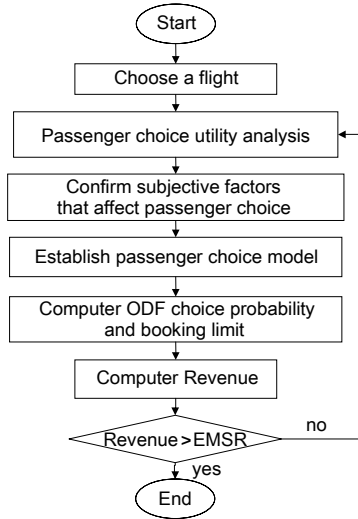 Start
Choose a flight
Passenger choice utility analysis
Confirm subjective factors
that affect passenger choice
Establish passenger choice model
Computer ODF choice probability
and booking limit
Computer Revenue
Revenue>EMSR
no
yes
End